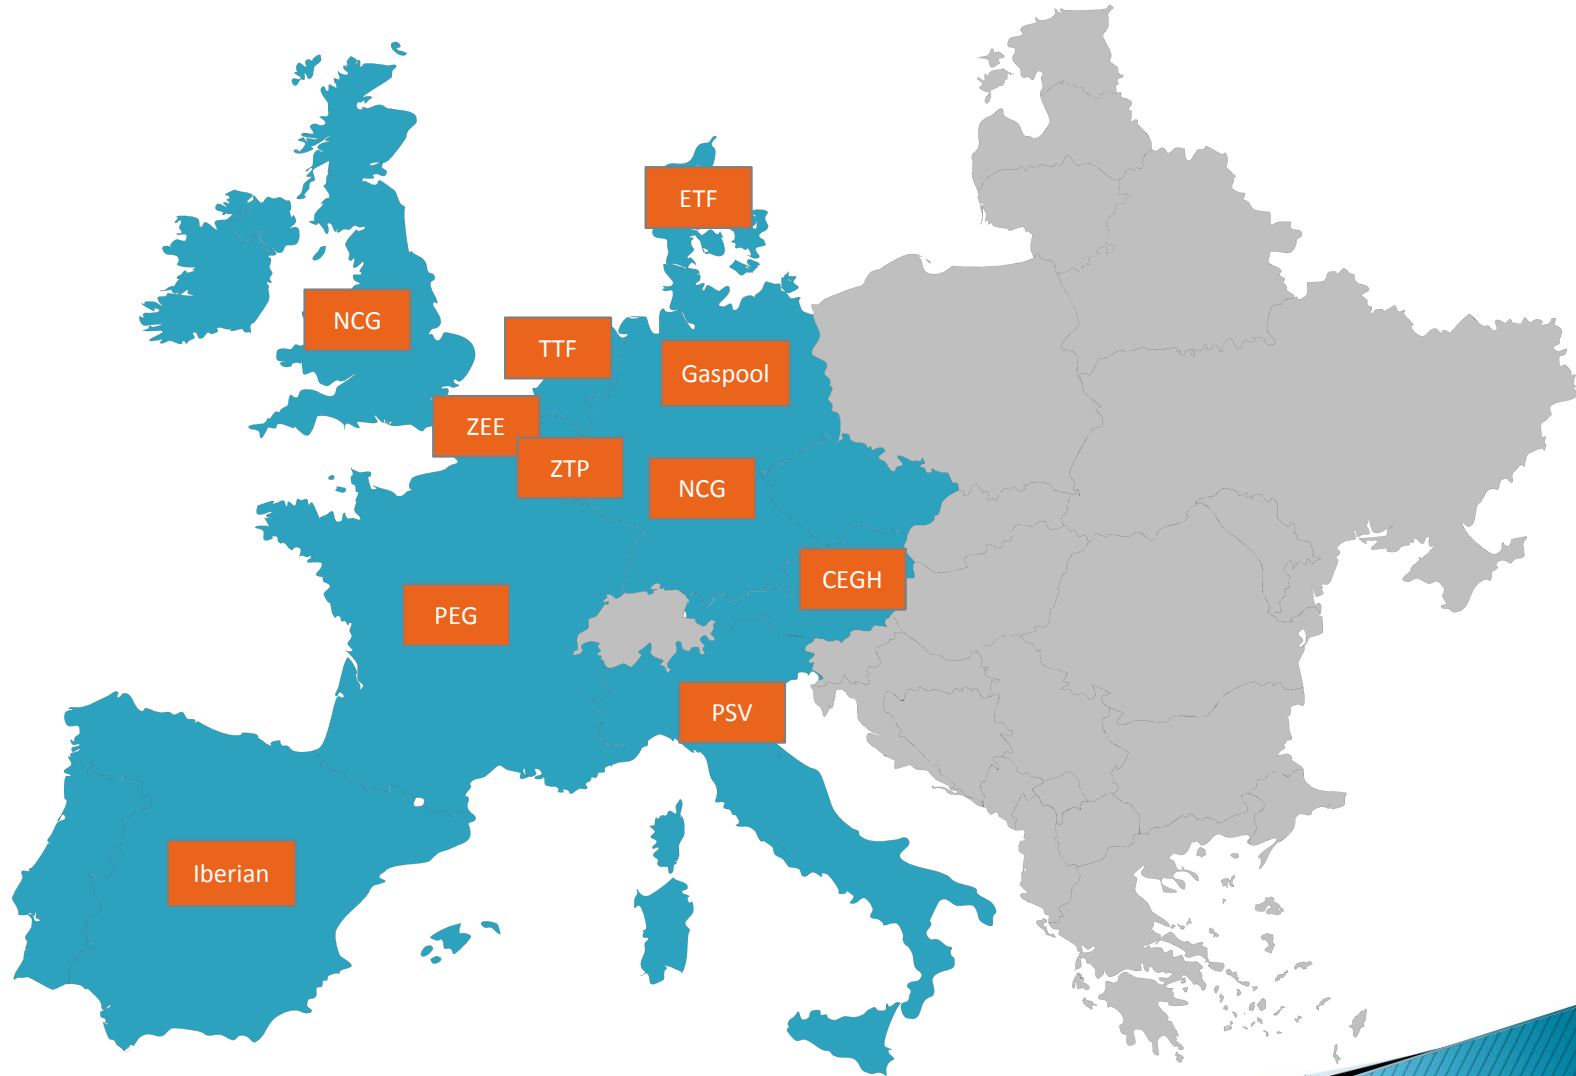 ETF
NCG
TTF
Gaspool
ZEE
ZTP
NCG
CEGH
PEG
PSV
Iberian